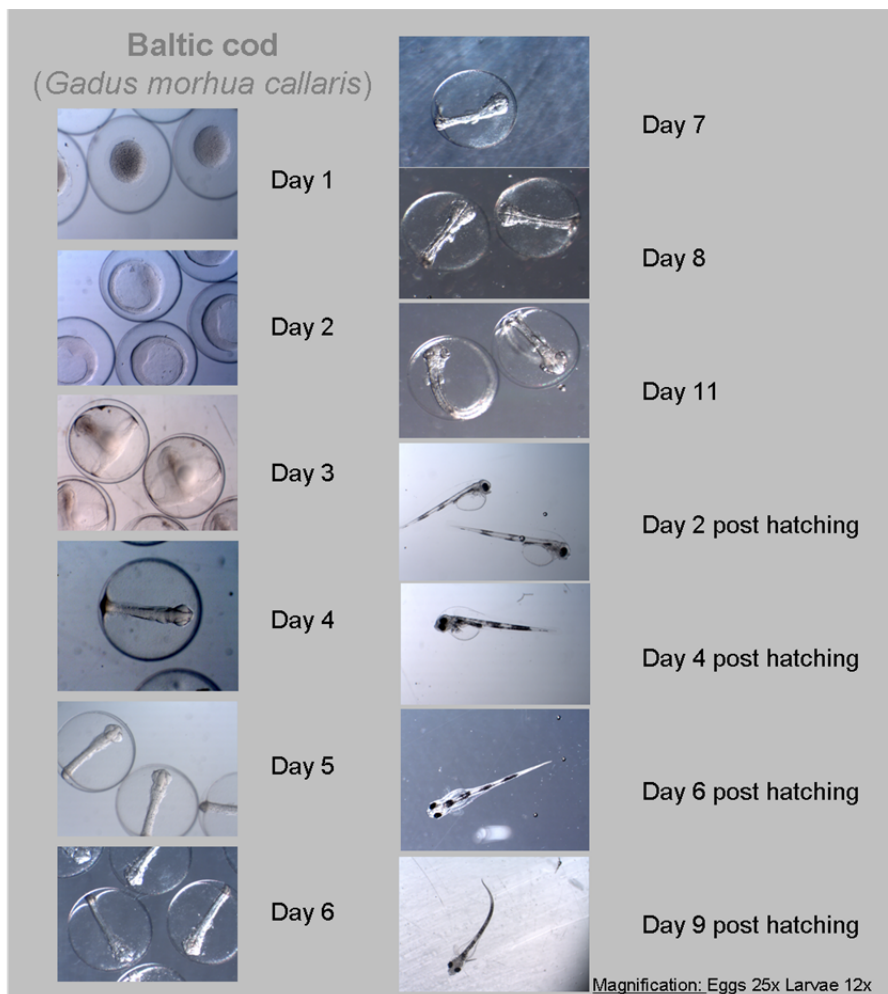 Baltic cod
(Gadus morhua callaris)
Day 1
Day 2
Day 3
Day 4
Day 5
Day 6
Day 7
Day 8
Day 11
Day 2 post hatching
Day 4 post hatching
Day 6 post hatching
Day 9 post hatching
Magnification: Eggs 25x Larvae 12x